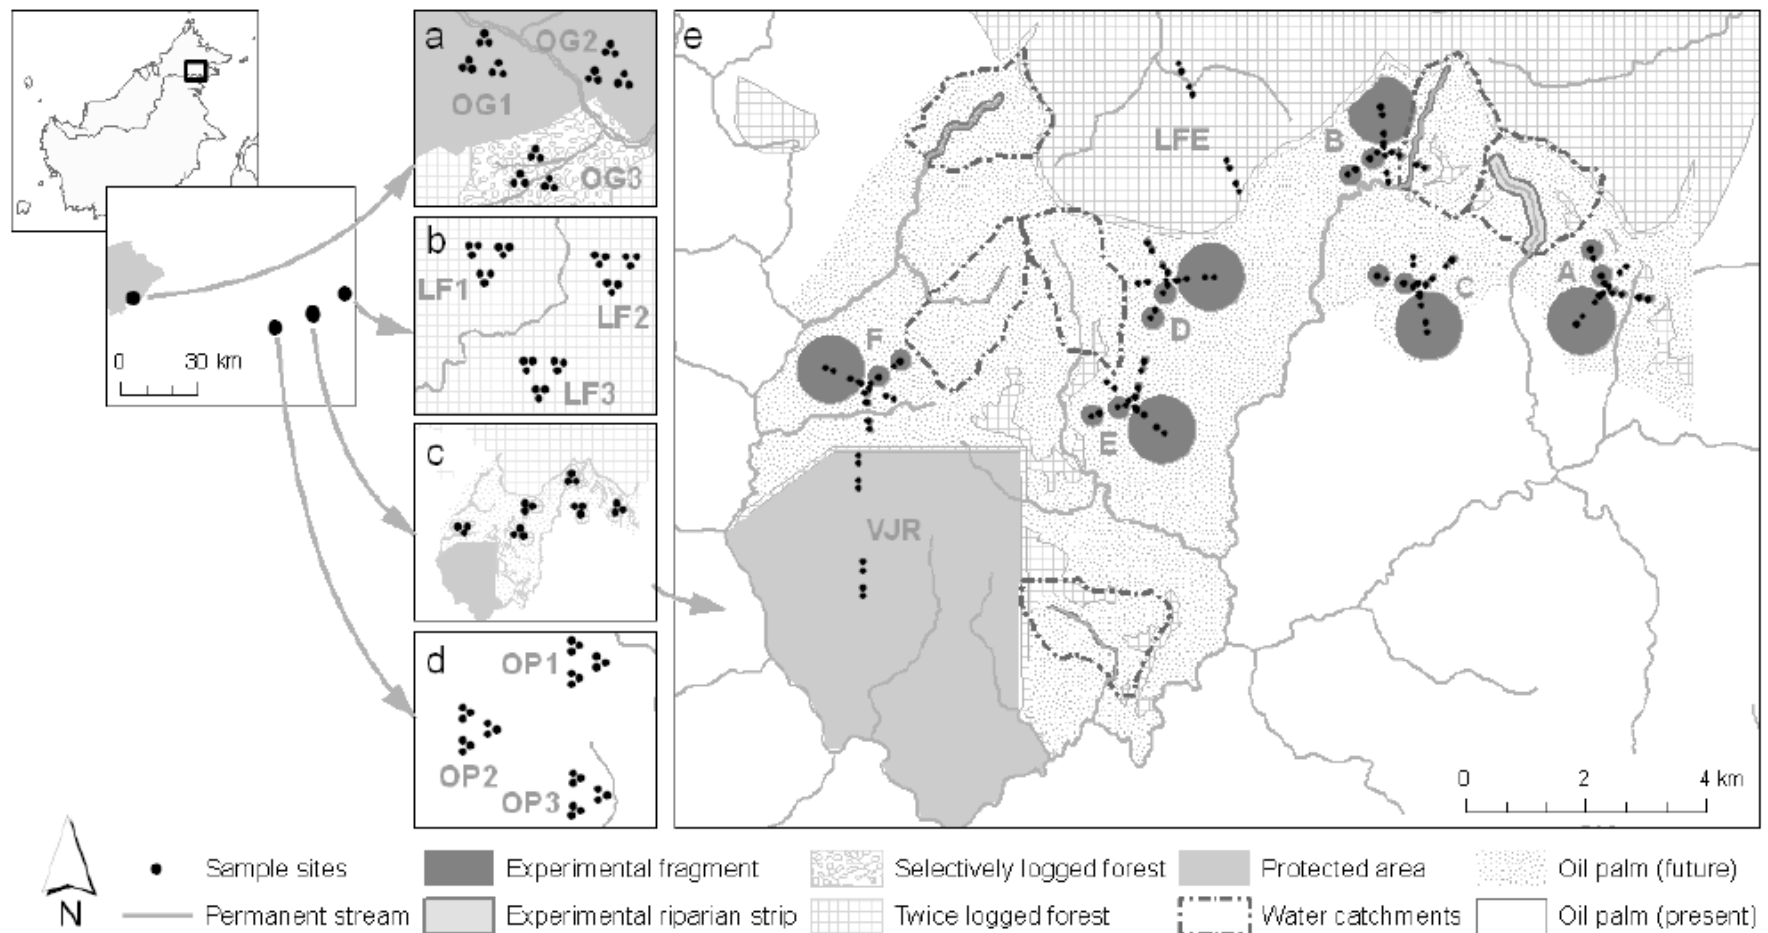 a
OG2
OG1
OG3
0 30 km
b
LF1
LF2
LF3
c
d
OP1
OP2
OP3
e
LFE
B
A
C
D
F
E
VJR
0 2 4 km
N
Sample sites
Permanent stream
Experimental fragment
Experimental riparian strip
Selectively logged forest
Twice logged forest
Protected area
Water catchments
Oil palm (future)
Oil palm (present)